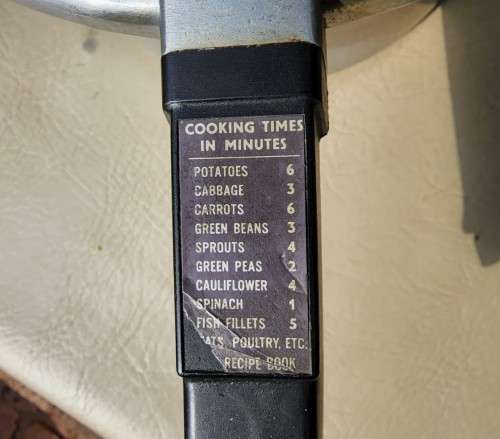 COOKING TIMES
IN MINUTES
POTATOES 6
CABBAGE 3
CARROTS 6
GREEN BEANS 3
SPROUTS 4
GREEN PEAS 2
CAULIFLOWER 4
SPINACH 1
FISH FILLETS 5
POULTRY, ETC.
RECIPE BOOK